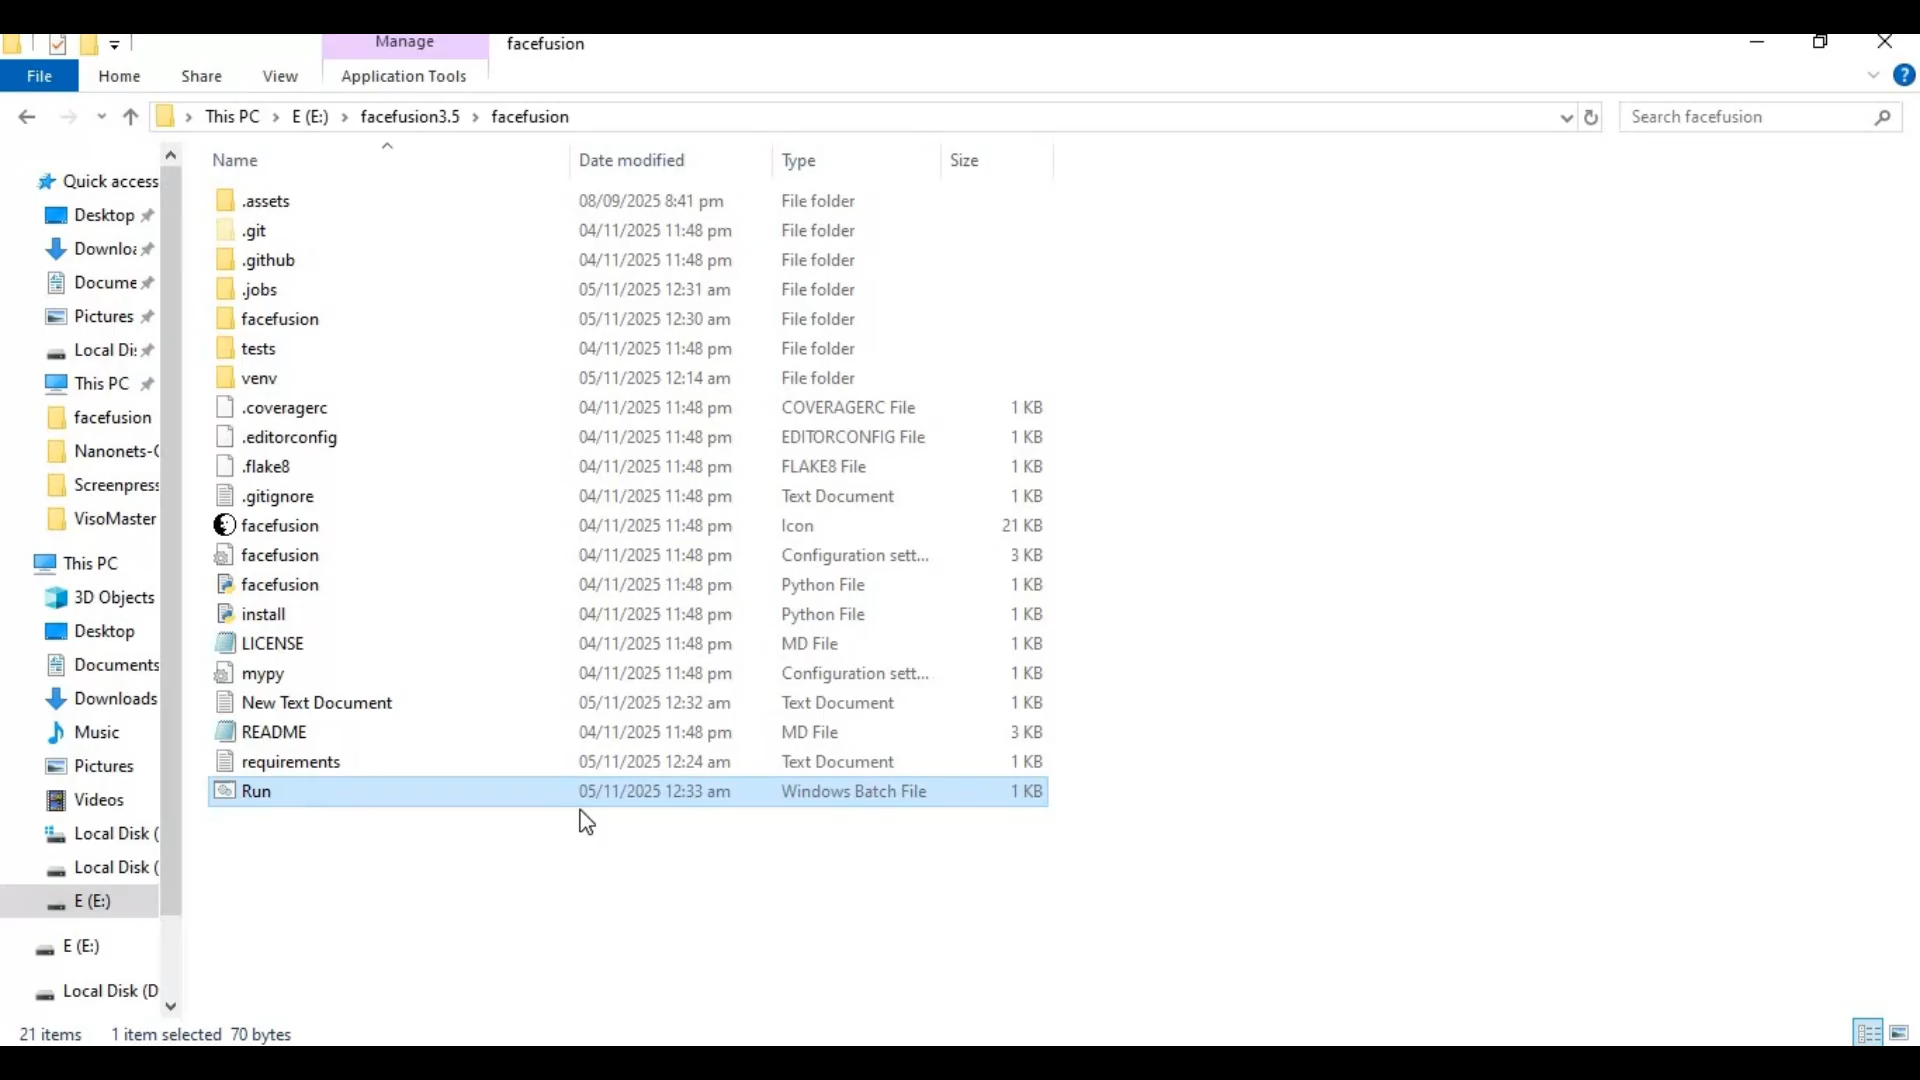 Manage
facefusion
File
Home
Share
View
Application Tools
This PC
E (E:)
facefusion3.5
facefusion
Search facefusion
Name
Date modified
Type
Size
Quick access
Desktop
Downloa
Docume
Pictures
Local Di
This PC
facefusion
Nanonets-
Screenpress
VisoMaster
This PC
3D Objects
Desktop
Documents
Downloads
Music
Pictures
Videos
Local Disk (
Local Disk (
E (E:)
E (E:)
Local Disk (D
.assets 08/09/2025 8:41 pm File folder
.git 04/11/2025 11:48 pm File folder
.github 04/11/2025 11:48 pm File folder
.jobs 05/11/2025 12:31 am File folder
facefusion 05/11/2025 12:30 am File folder
tests 04/11/2025 11:48 pm File folder
venv 05/11/2025 12:14 am File folder
.coveragerc 04/11/2025 11:48 pm COVERAGERC File 1 KB
.editorconfig 04/11/2025 11:48 pm EDITORCONFIG File 1 KB
.flake8 04/11/2025 11:48 pm FLAKE8 File 1 KB
.gitignore 04/11/2025 11:48 pm Text Document 1 KB
facefusion 04/11/2025 11:48 pm Icon 21 KB
facefusion 04/11/2025 11:48 pm Configuration sett... 3 KB
facefusion 04/11/2025 11:48 pm Python File 1 KB
install 04/11/2025 11:48 pm Python File 1 KB
LICENSE 04/11/2025 11:48 pm MD File 1 KB
mypy 04/11/2025 11:48 pm Configuration sett... 1 KB
New Text Document 05/11/2025 12:32 am Text Document 1 KB
README 04/11/2025 11:48 pm MD File 3 KB
requirements 05/11/2025 12:24 am Text Document 1 KB
Run 05/11/2025 12:33 am Windows Batch File 1 KB
21 items 1 item selected 70 bytes